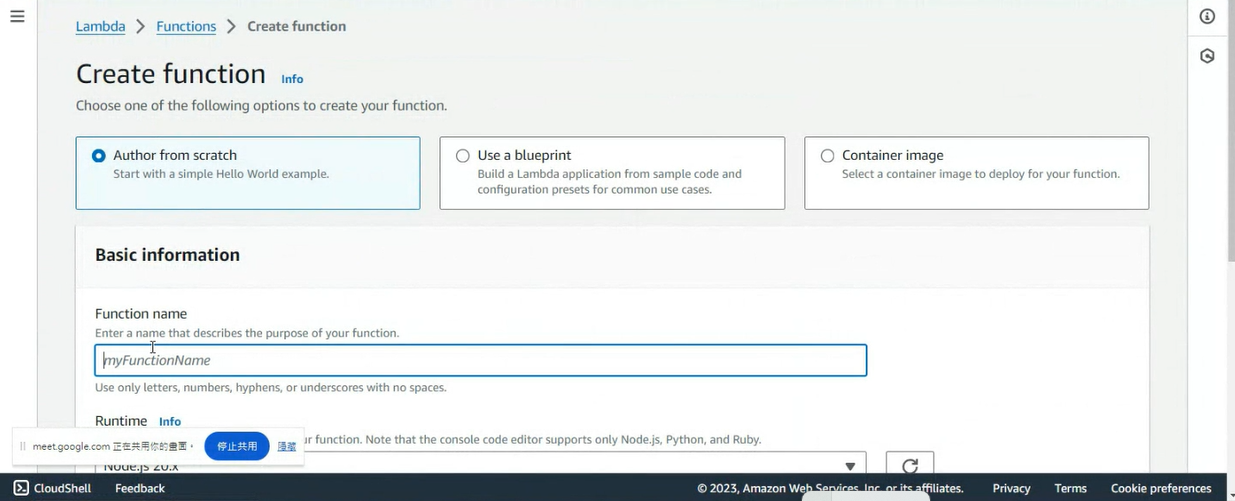 Lambda > Functions > Create function
Create function Info
Choose one of the following options to create your function.
Author from scratch
Start with a simple Hello World example.
Use a blueprint
Build a Lambda application from sample code and
configuration presets for common use cases.
Container image
Select a container image to deploy for your function.
Basic information
Function name
Enter a name that describes the purpose of your function.
myFunctionName
Use only letters, numbers, hyphens, or underscores with no spaces.
Runtime Info
ur function. Note that the console code editor supports only Node.js, Python, and Ruby.
meet.google.com 正在共用你的畫面。 停止共用 隱藏
Node.js 20.x
CloudShell Feedback © 2023, Amazon Web Services, Inc. or its affiliates. Privacy Terms Cookie preferences